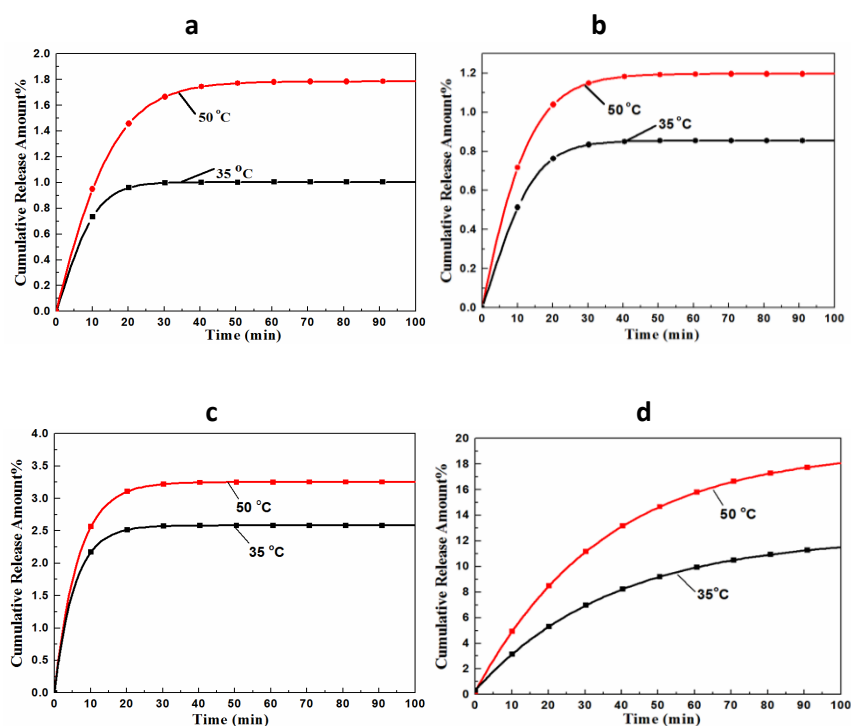 a
Cumulative Release Amount%
2.0
1.8
1.6
1.4
1.2
1.0
0.8
0.6
0.4
0.2
0.0
50 °C
35 °C
0 10 20 30 40 50 60 70 80 90 100
Time (min)
b
Cumulative Release Amount%
1.2
1.0
0.8
0.6
0.4
0.2
0.0
35 °C
50 °C
0 10 20 30 40 50 60 70 80 90 100
Time (min)
c
Cumulative Release Amount%
4.0
3.5
3.0
2.5
2.0
1.5
1.0
0.5
0.0
50 °C
35 °C
0 10 20 30 40 50 60 70 80 90 100
Time (min)
d
Cumulative Release Amount%
20
18
16
14
12
10
8
6
4
2
0
50 °C
35°C
0 10 20 30 40 50 60 70 80 90 100
Time (min)